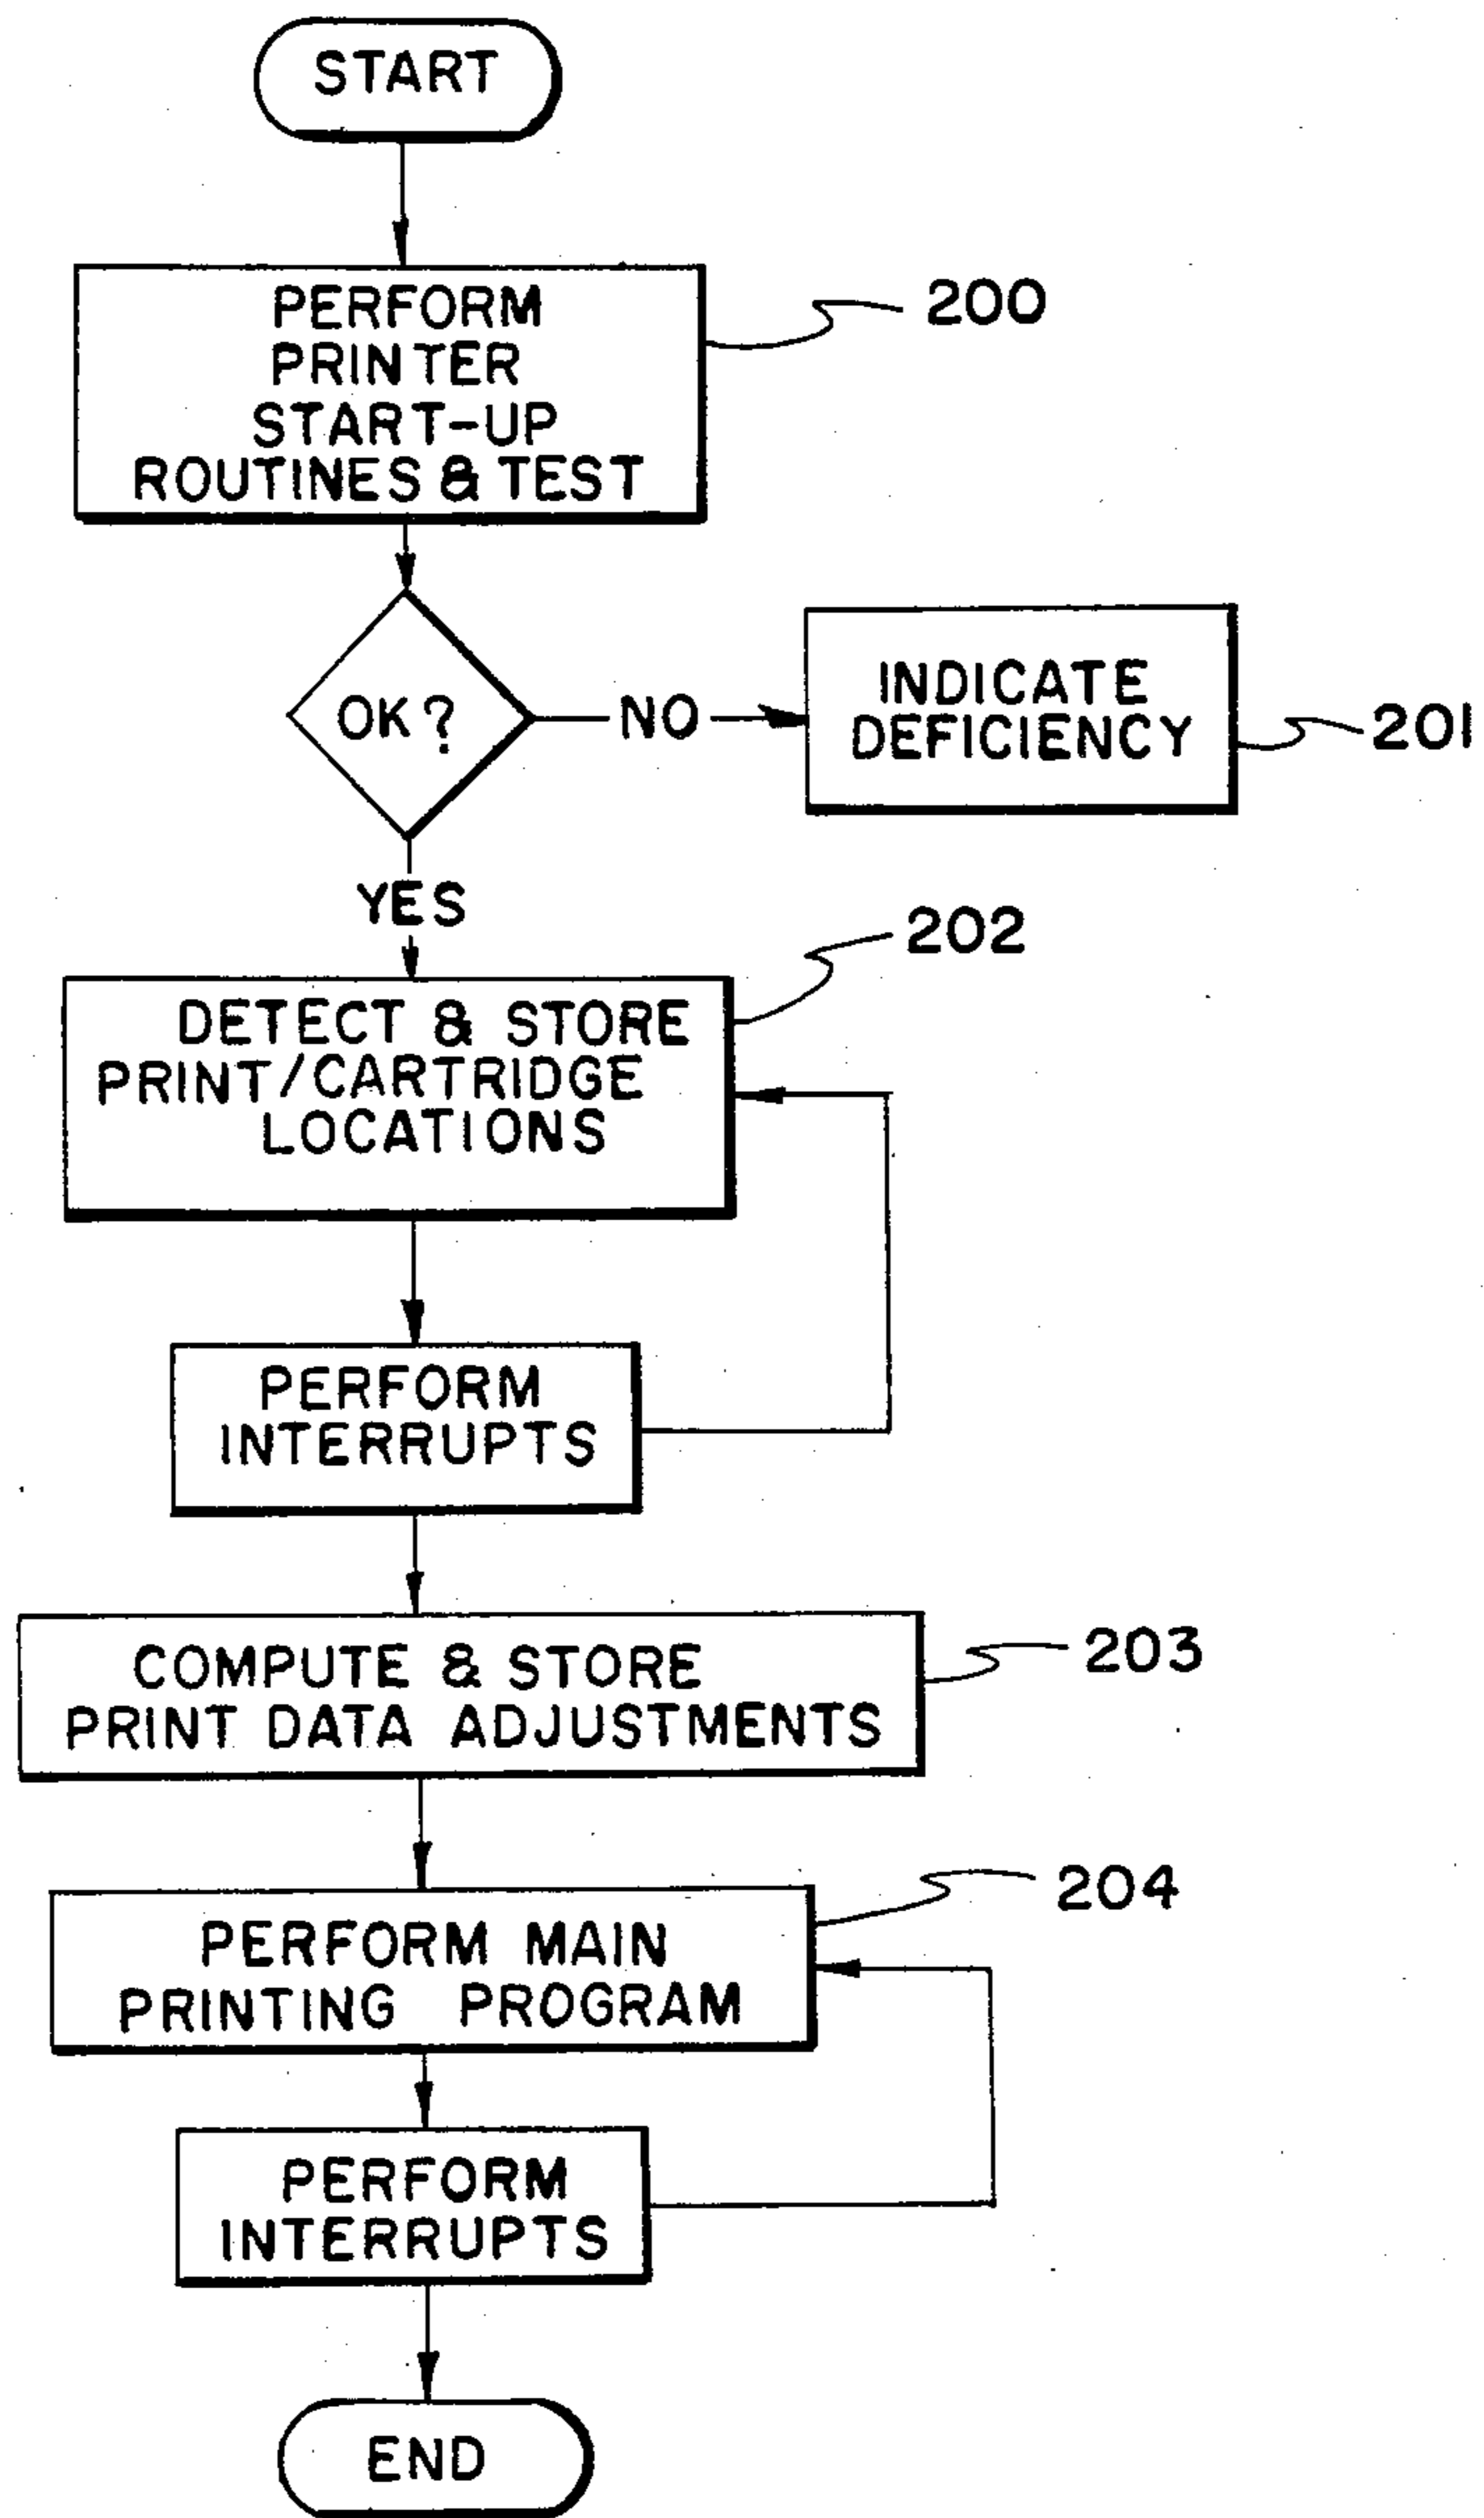 START
PERFORM
PRINTER
START-UP
ROUTINES & TEST
200
OK?
NO
INDICATE
DEFICIENCY
201
YES
202
DETECT & STORE
PRINT/CARTRIDGE
LOCATIONS
PERFORM
INTERRUPTS
COMPUTE & STORE
PRINT DATA ADJUSTMENTS
203
204
PERFORM MAIN
PRINTING PROGRAM
PERFORM
INTERRUPTS
END